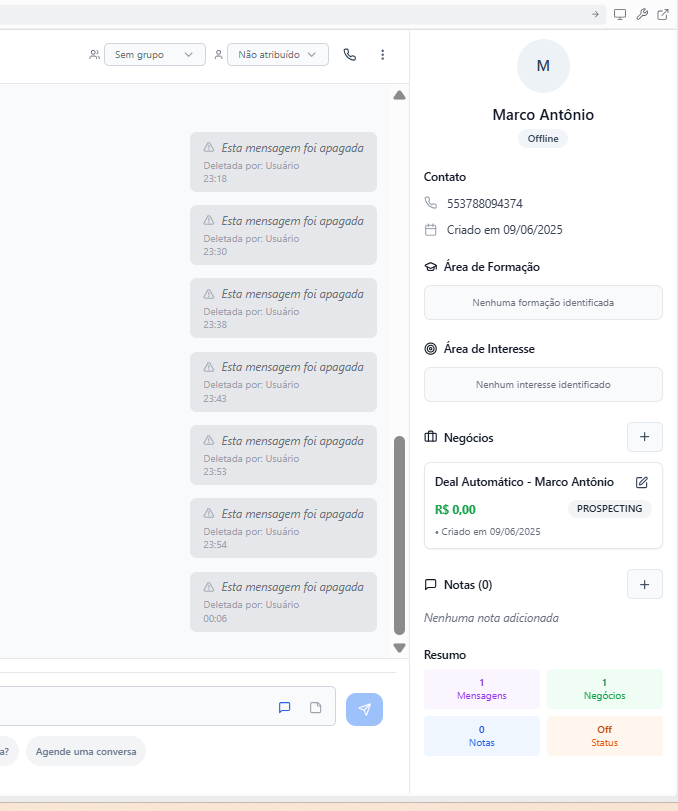 Sem grupo
Não atribuído
Esta mensagem foi apagada
Deletada por: Usuário
23:18
Esta mensagem foi apagada
Deletada por: Usuário
23:30
Esta mensagem foi apagada
Deletada por: Usuário
23:38
Esta mensagem foi apagada
Deletada por: Usuário
23:43
Esta mensagem foi apagada
Deletada por: Usuário
23:53
Esta mensagem foi apagada
Deletada por: Usuário
23:54
Esta mensagem foi apagada
Deletada por: Usuário
00:06
a?
Agende uma conversa
M
Marco Antônio
Offline
Contato
553788094374
Criado em 09/06/2025
Área de Formação
Nenhuma formação identificada
Área de Interesse
Nenhum interesse identificado
Negócios
Deal Automático - Marco Antônio
R$ 0,00 PROSPECTING
• Criado em 09/06/2025
Notas (0)
Nenhuma nota adicionada
Resumo
1
Mensagens
1
Negócios
0
Notas
Off
Status